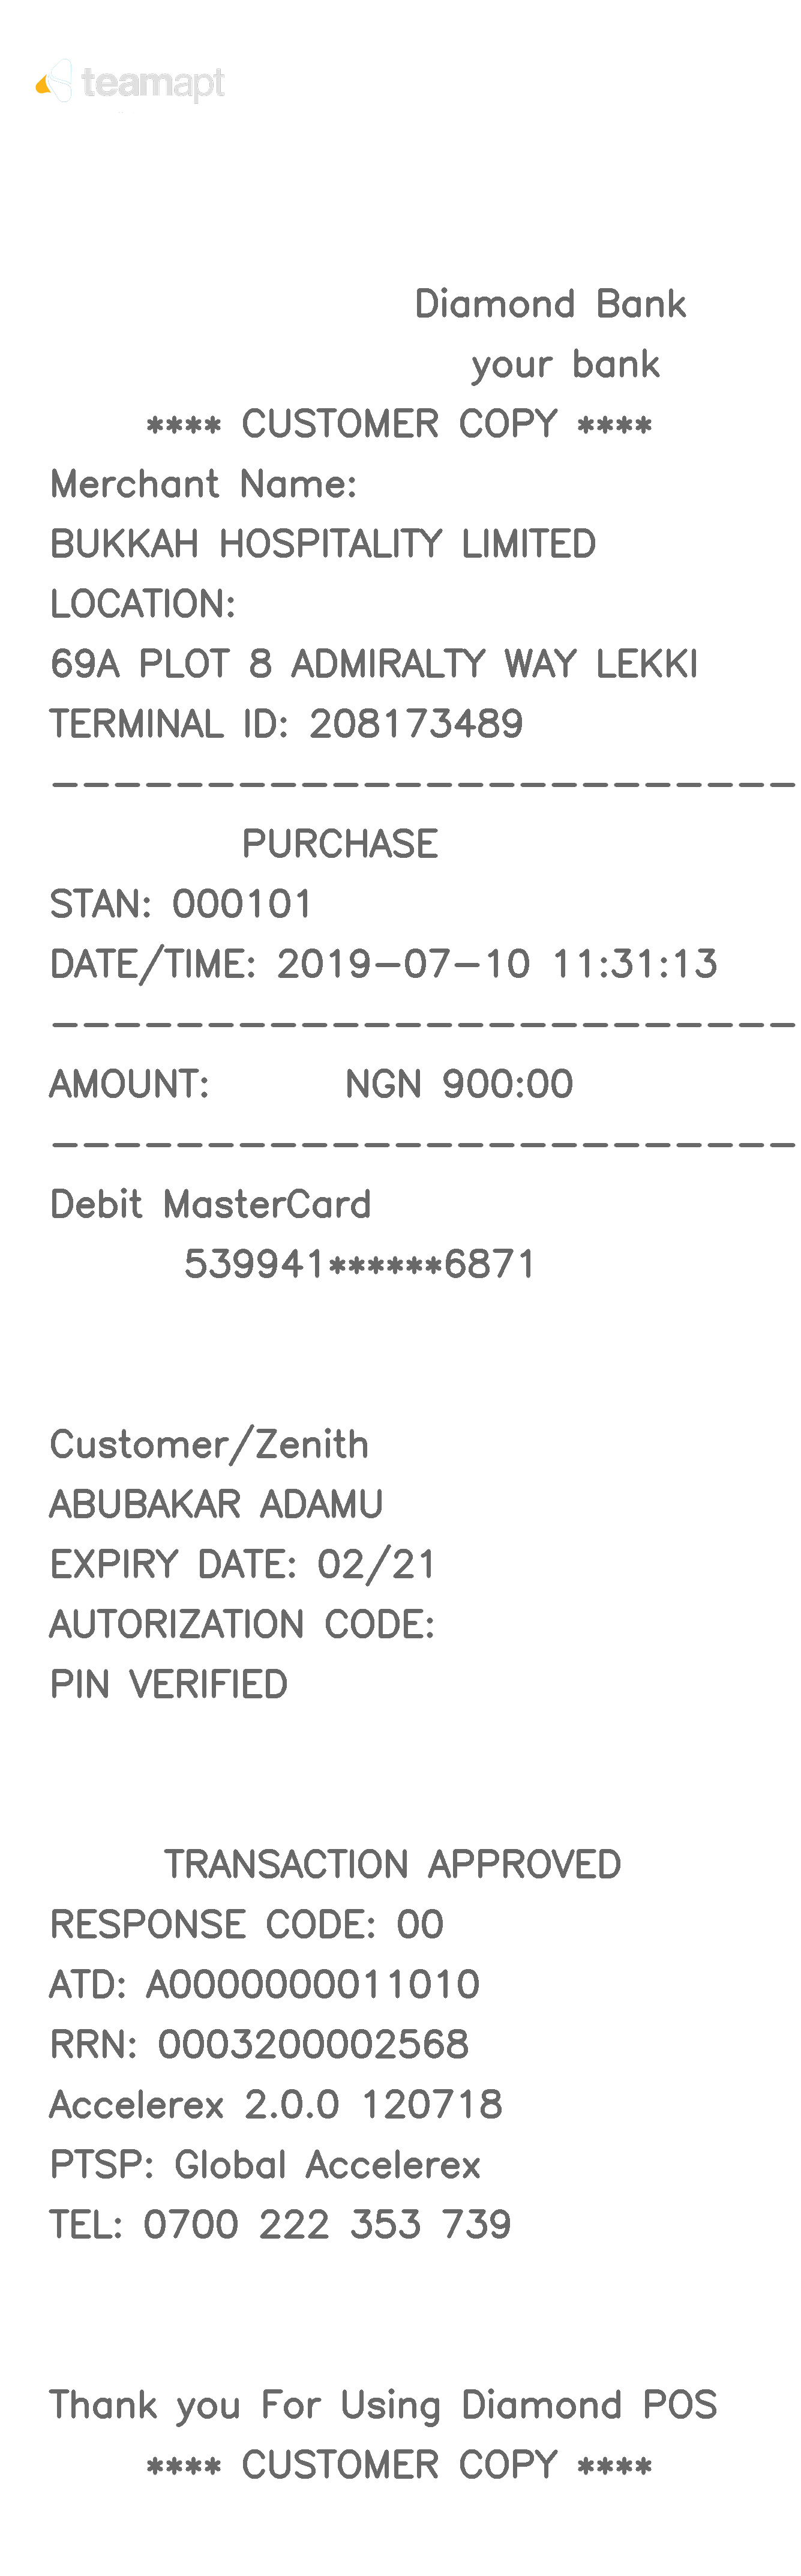 teamapt
Diamond Bank
your bank
**** CUSTOMER COPY ****
Merchant Name:
BUKKAH HOSPITALITY LIMITED
LOCATION:
69A PLOT 8 ADMIRALTY WAY LEKKI
TERMINAL ID: 208173489
------------------------
PURCHASE
STAN: 000101
DATE/TIME: 2019-07-10 11:31:13
------------------------
AMOUNT: NGN 900:00
------------------------
Debit MasterCard
539941******6871
Customer/Zenith
ABUBAKAR ADAMU
EXPIRY DATE: 02/21
AUTORIZATION CODE:
PIN VERIFIED
TRANSACTION APPROVED
RESPONSE CODE: 00
ATD: A0000000011010
RRN: 0003200002568
Accelerex 2.0.0 120718
PTSP: Global Accelerex
TEL: 0700 222 353 739
Thank you For Using Diamond POS
**** CUSTOMER COPY ****